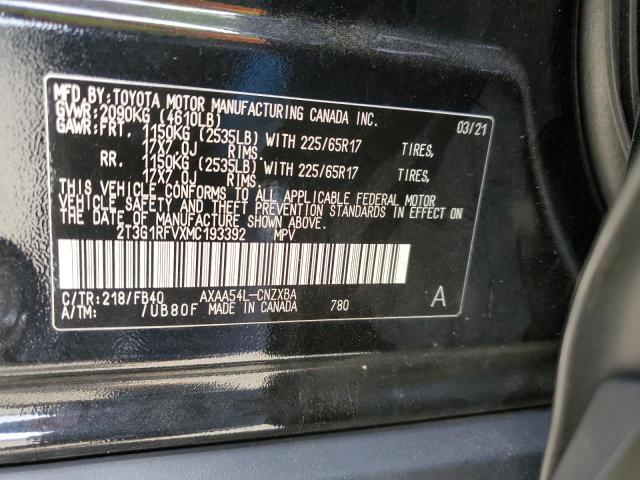 MFD.BY:TOYOTA MOTOR MANUFACTURING CANADA INC.
GVWR:2090KG (4610LB) 03/21
GAWR:FRT. 1150KG (2535LB) WITH 225/65R17 TIRES,
17X7.0J RIMS.
RR. 1150KG (2535LB) WITH 225/65R17 TIRES,
17X7.0J RIMS.
THIS VEHICLE CONFORMS TO ALL APPLICABLE FEDERAL MOTOR
VEHICLE SAFETY AND THEFT PREVENTION STANDARDS IN EFFECT ON
THE DATE OF MANUFACTURE SHOWN ABOVE.
2T3G1RFVXMC193392 MPV
C/TR:218/FB40 AXAA54L-CNZXBA A
A/TM: 7UB80F MADE IN CANADA 780